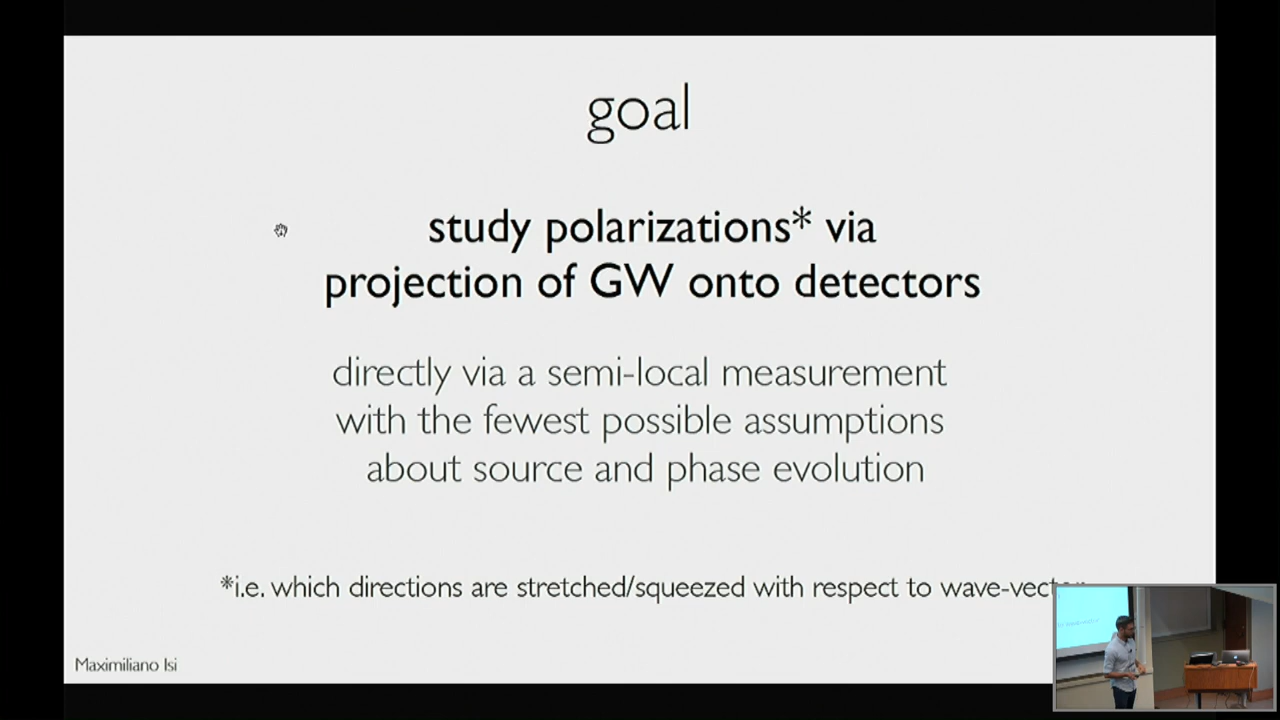 goal
study polarizations* via
projection of GW onto detectors
directly via a semi-local measurement
with the fewest possible assumptions
about source and phase evolution
*i.e. which directions are stretched/squeezed with respect to wave-vector
Maximiliano Isi